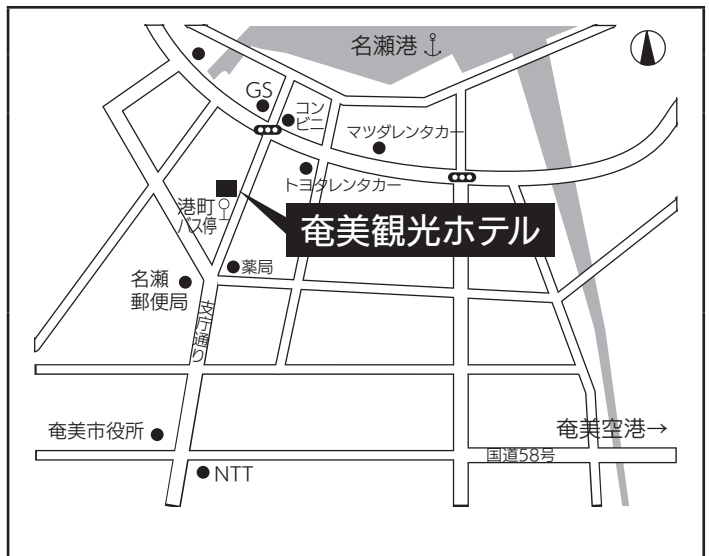 名瀬港
GS
コン
ビニ
マツダレンタカー
トヨタレンタカー
港町
バス停
奄美観光ホテル
薬局
名瀬
郵便局
支庁通り
奄美市役所
奄美空港→
国道58号
NTT